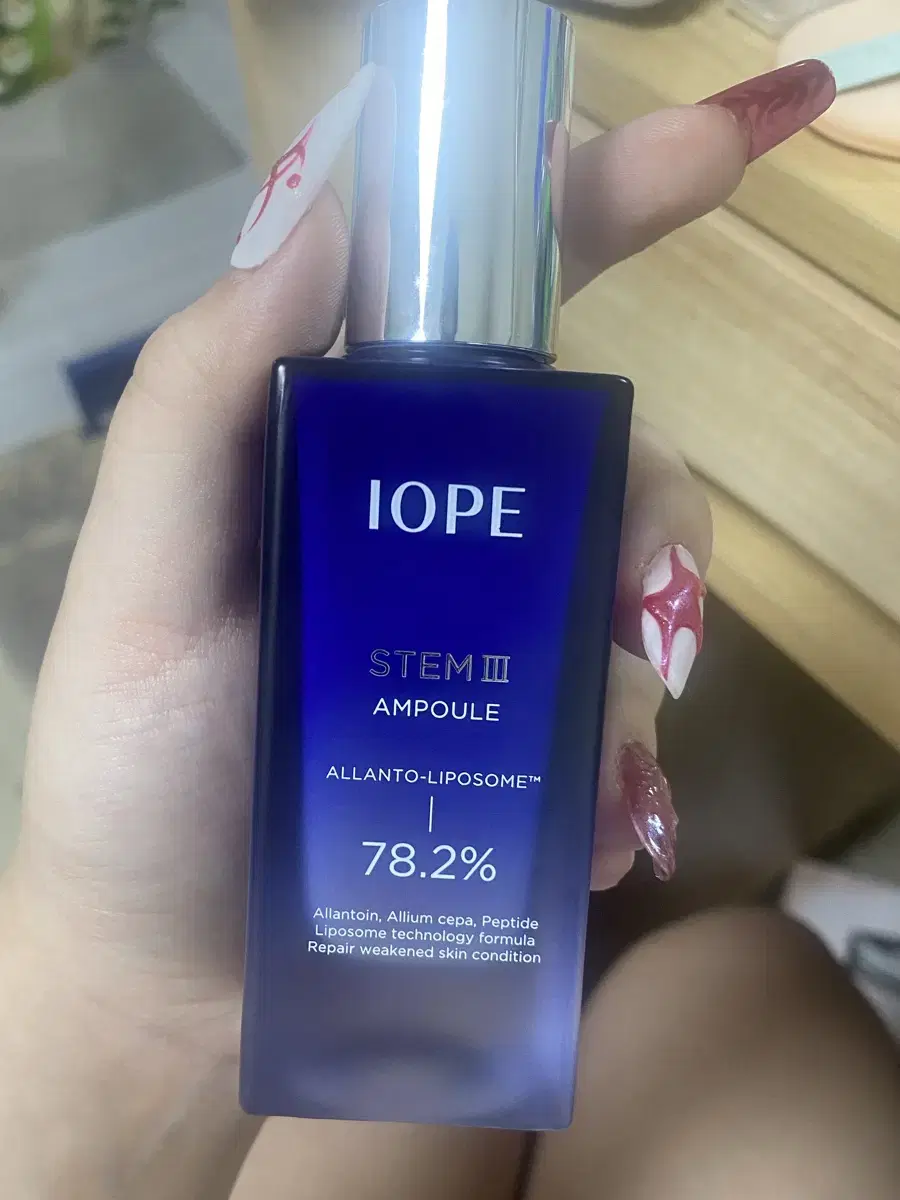 IOPE
STEM III
AMPOULE
ALLANTO-LIPOSOME™
78.2%
Allantoin, Allium cepa, Peptide
Liposome technology formula
Repair weakened skin condition